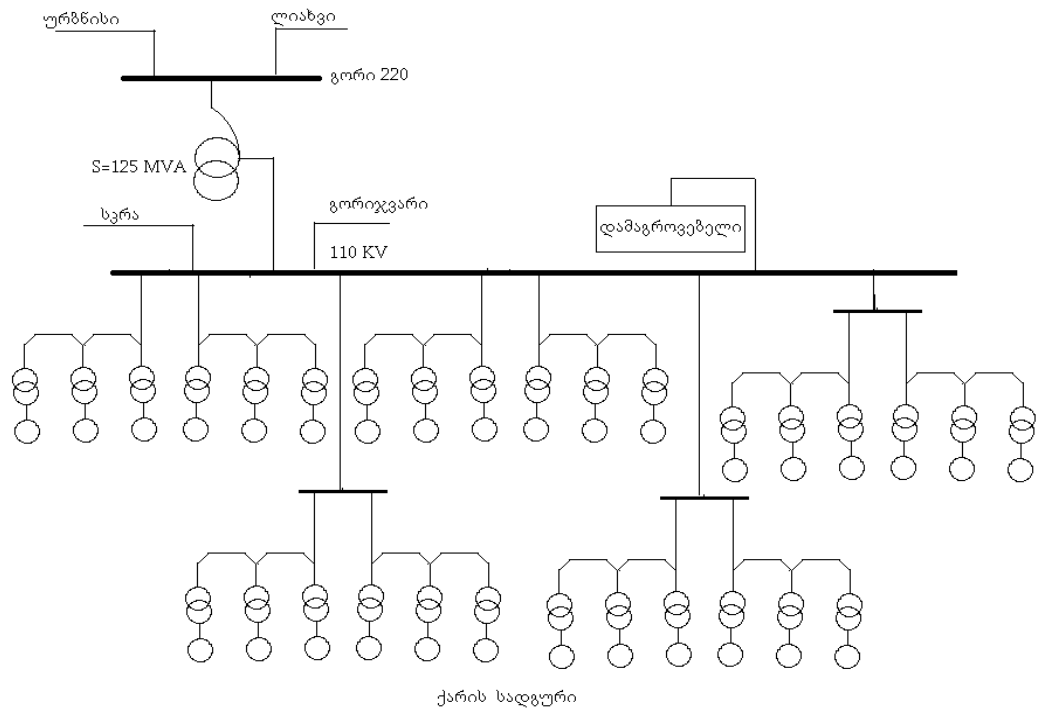 ურბნისი
ლიახვი
გორი 220
S=125 MVA
სკრა
გორიჯვარი
110 KV
დამაგროვებელი
ქარის სადგური